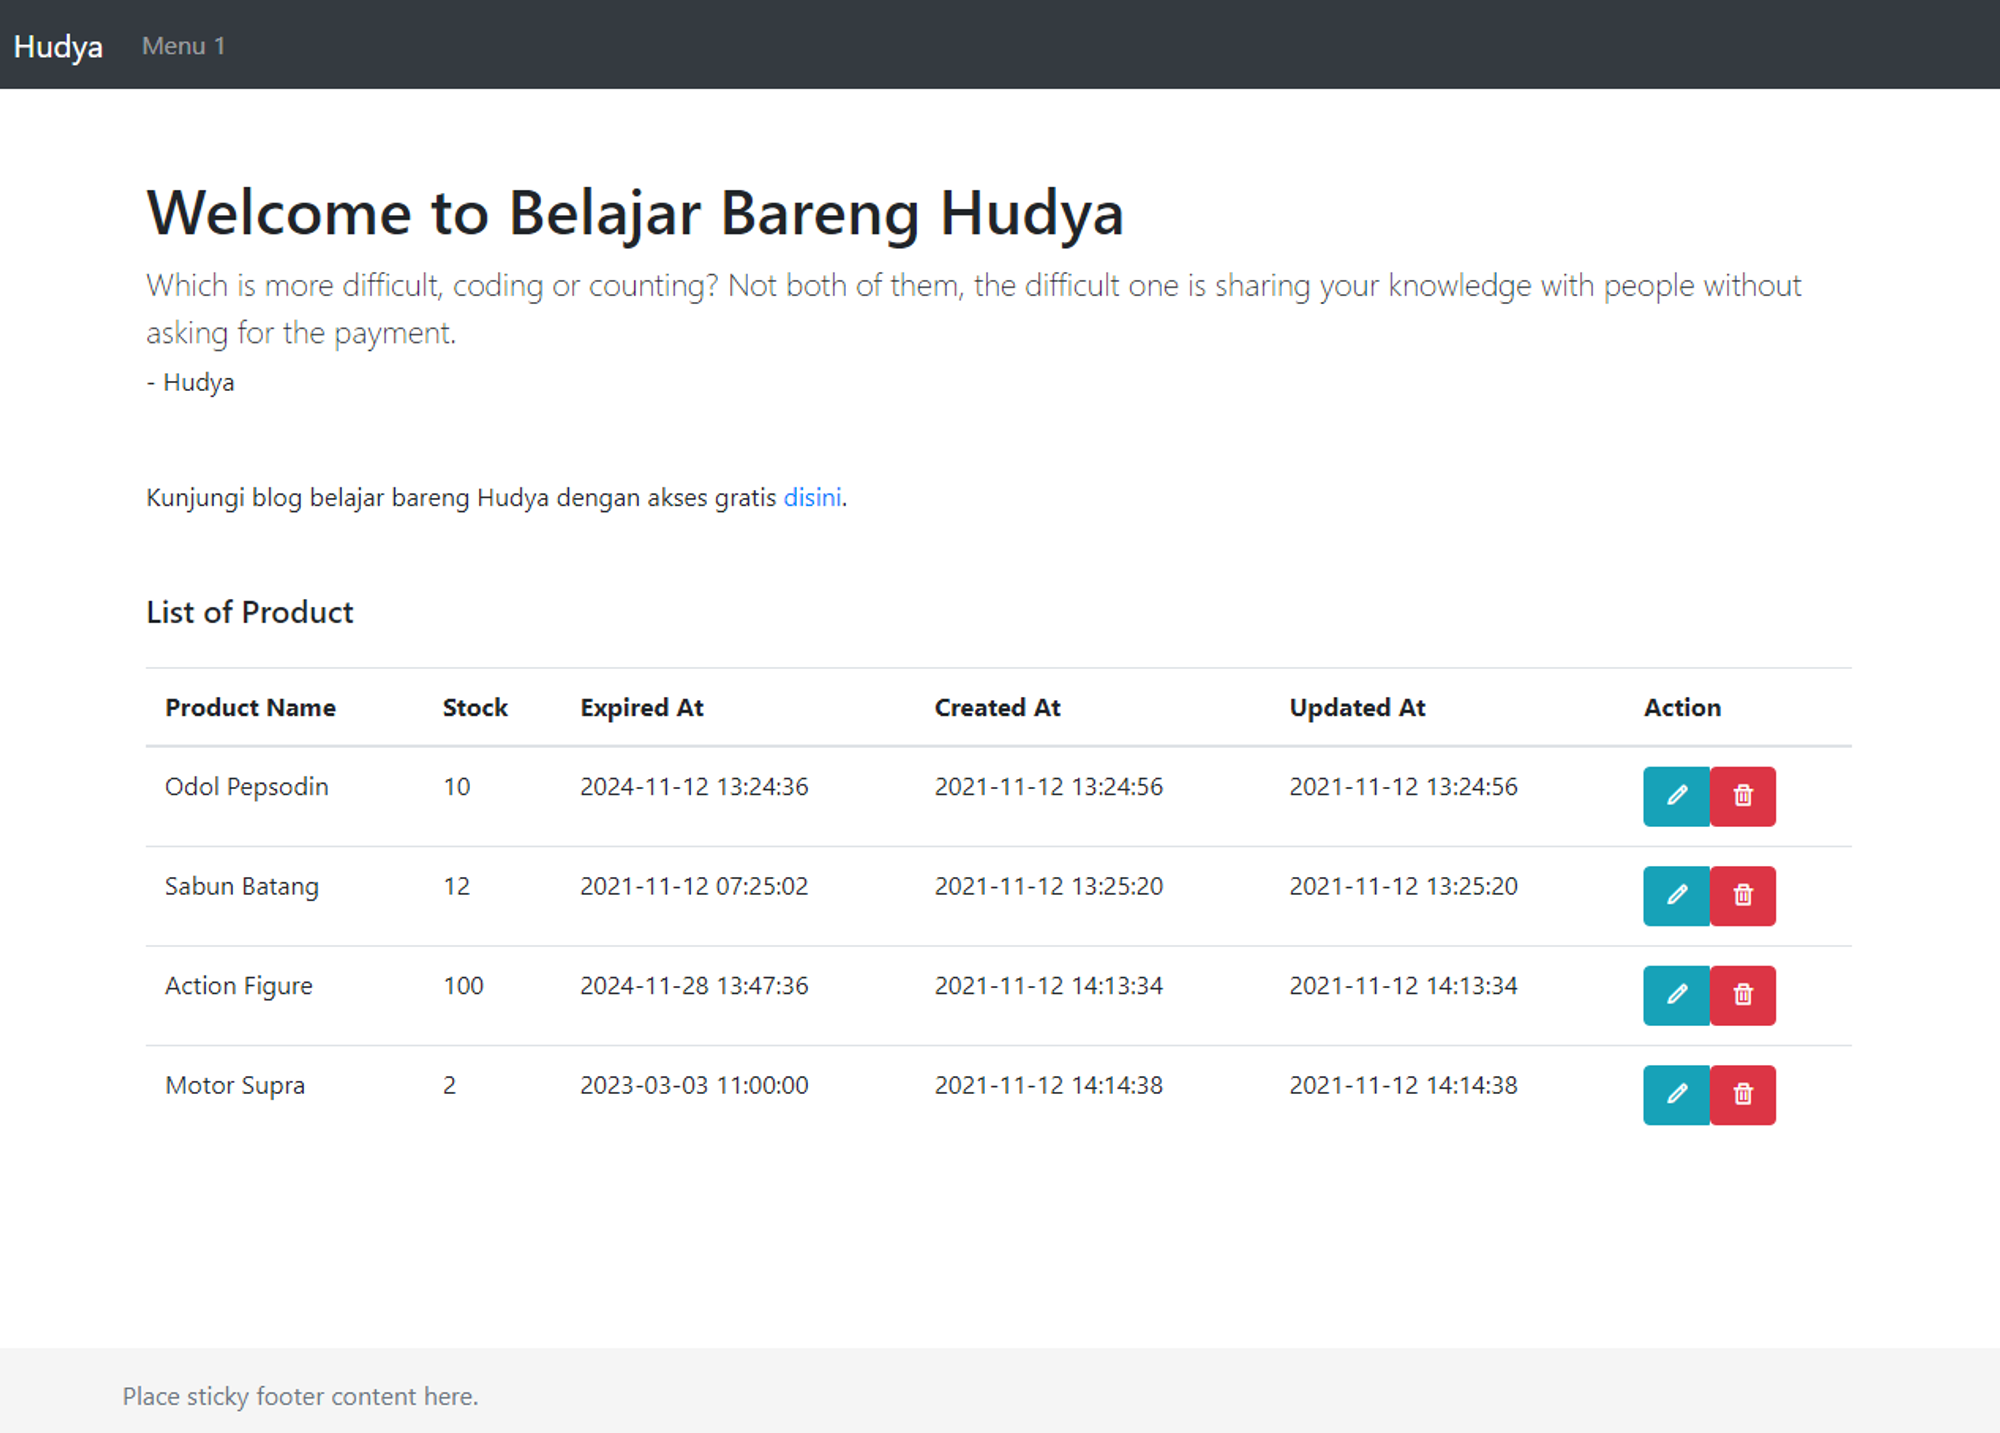 Hudya Menu 1
Welcome to Belajar Bareng Hudya
Which is more difficult, coding or counting? Not both of them, the difficult one is sharing your knowledge with people without
asking for the payment.
- Hudya
Kunjungi blog belajar bareng Hudya dengan akses gratis disini.
List of Product
Product Name Stock Expired At Created At Updated At Action
Odol Pepsodin 10 2024-11-12 13:24:36 2021-11-12 13:24:56 2021-11-12 13:24:56
Sabun Batang 12 2021-11-12 07:25:02 2021-11-12 13:25:20 2021-11-12 13:25:20
Action Figure 100 2024-11-28 13:47:36 2021-11-12 14:13:34 2021-11-12 14:13:34
Motor Supra 2 2023-03-03 11:00:00 2021-11-12 14:14:38 2021-11-12 14:14:38
Place sticky footer content here.